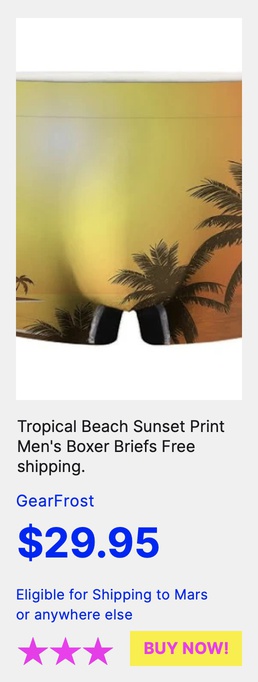 Tropical Beach Sunset Print
Men's Boxer Briefs Free
shipping.
GearFrost
$29.95
Eligible for Shipping to Mars
or anywhere else
BUY NOW!